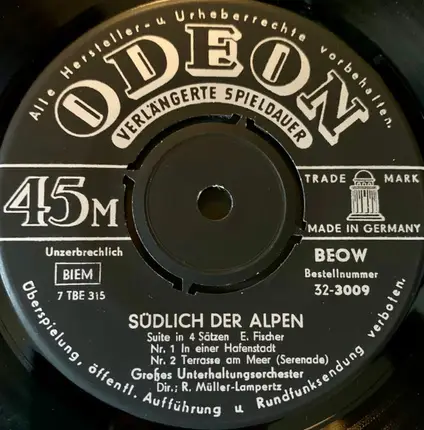 Alle Hersteller- u Urheberrechte vorbehalten.
ODEON
VERLÄNGERTE SPIELDAUER
45M
TRADE MARK
MADE IN GERMANY
Unzerbrechlich
BIEM
7 TBE 315
BEOW
Bestellnummer
32-3009
SÜDLICH DER ALPEN
Suite in 4 Sätzen E. Fischer
Nr. 1 In einer Hafenstadt
Nr. 2 Terrasse am Meer (Serenade)
Großes Unterhaltungsorchester
Dir.; R. Müller-Lampertz
Überspielung, öffentl. Aufführung u Rundfunksendung verboten.